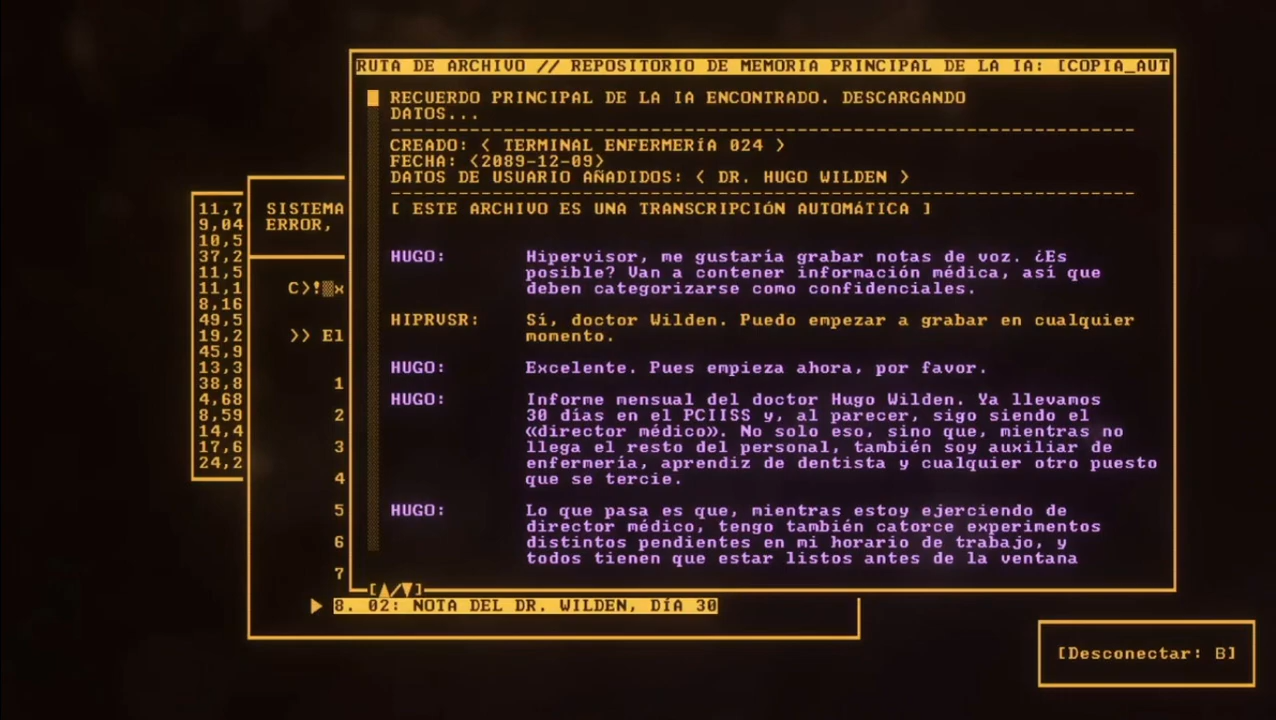 RUTA DE ARCHIVO // REPOSITORIO DE MEMORIA PRINCIPAL DE LA IA: [COPIA_AUT
RECUERDO PRINCIPAL DE LA IA ENCONTRADO. DESCARGANDO
DATOS...
CREADO: < TERMINAL ENFERMERíA 024 >
FECHA: <2089-12-09>
DATOS DE USUARIO AÑADIDOS: < DR. HUGO WILDEN >
[ ESTE ARCHIVO ES UNA TRANSCRIPCIóN AUTOMáTICA ]
HUGO: Hipervisor, me gustaría grabar notas de voz. ¿Es
posible? Van a contener información médica, así que
deben categorizarse como confidenciales.
HIPRVSR: Sí, doctor Wilden. Puedo empezar a grabar en cualquier
momento.
HUGO: Excelente. Pues empieza ahora, por favor.
HUGO: Informe mensual del doctor Hugo Wilden. Ya llevamos
30 días en el PCIISS y, al parecer, sigo siendo el
«director médico». No solo eso, sino que, mientras no
llega el resto del personal, también soy auxiliar de
enfermería, aprendiz de dentista y cualquier otro puesto
que se tercie.
HUGO: Lo que pasa es que, mientras estoy ejerciendo de
director médico, tengo también catorce experimentos
distintos pendientes en mi horario de trabajo, y
todos tienen que estar listos antes de la ventana
[▲/▼]
11,7
9,04
10,5
37,2
11,5
11,1
8,16
49,5
19,2
45,9
13,3
38,8
4,68
8,59
14,4
17,6
24,2
SISTEMA
ERROR,
C>!▒x
>> El
1
2
3
4
5
6
7
8. 02: NOTA DEL DR. WILDEN, DíA 30
[Desconectar: B]